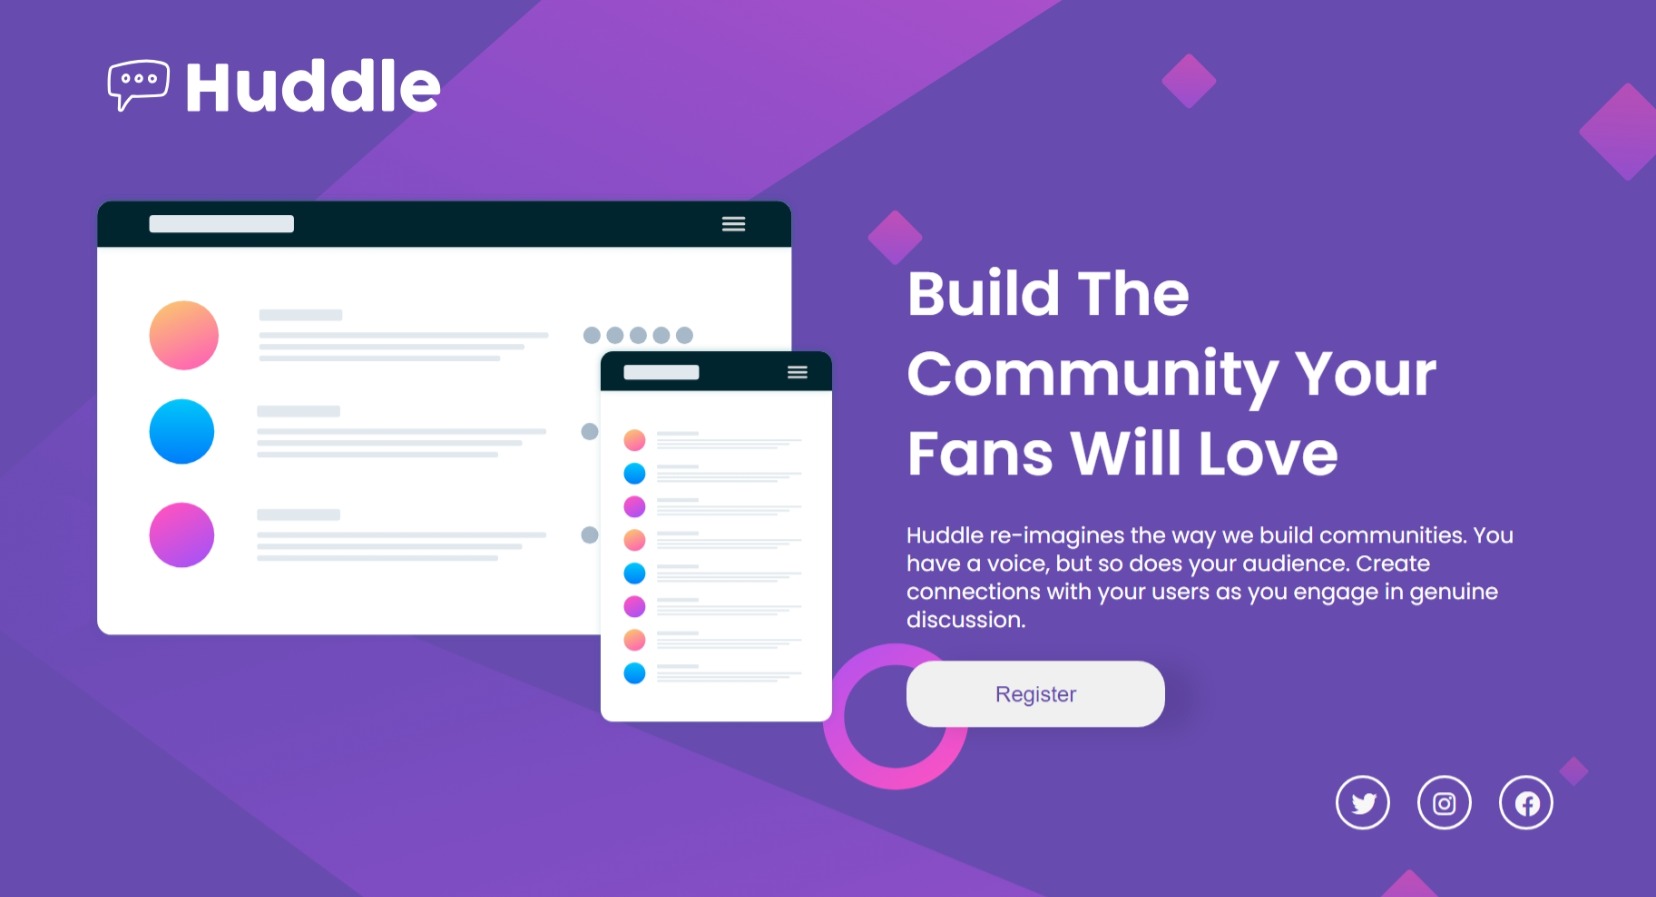 Huddle
Build The
Community Your
Fans Will Love
Huddle re-imagines the way we build communities. You
have a voice, but so does your audience. Create
connections with your users as you engage in genuine
discussion.
Register